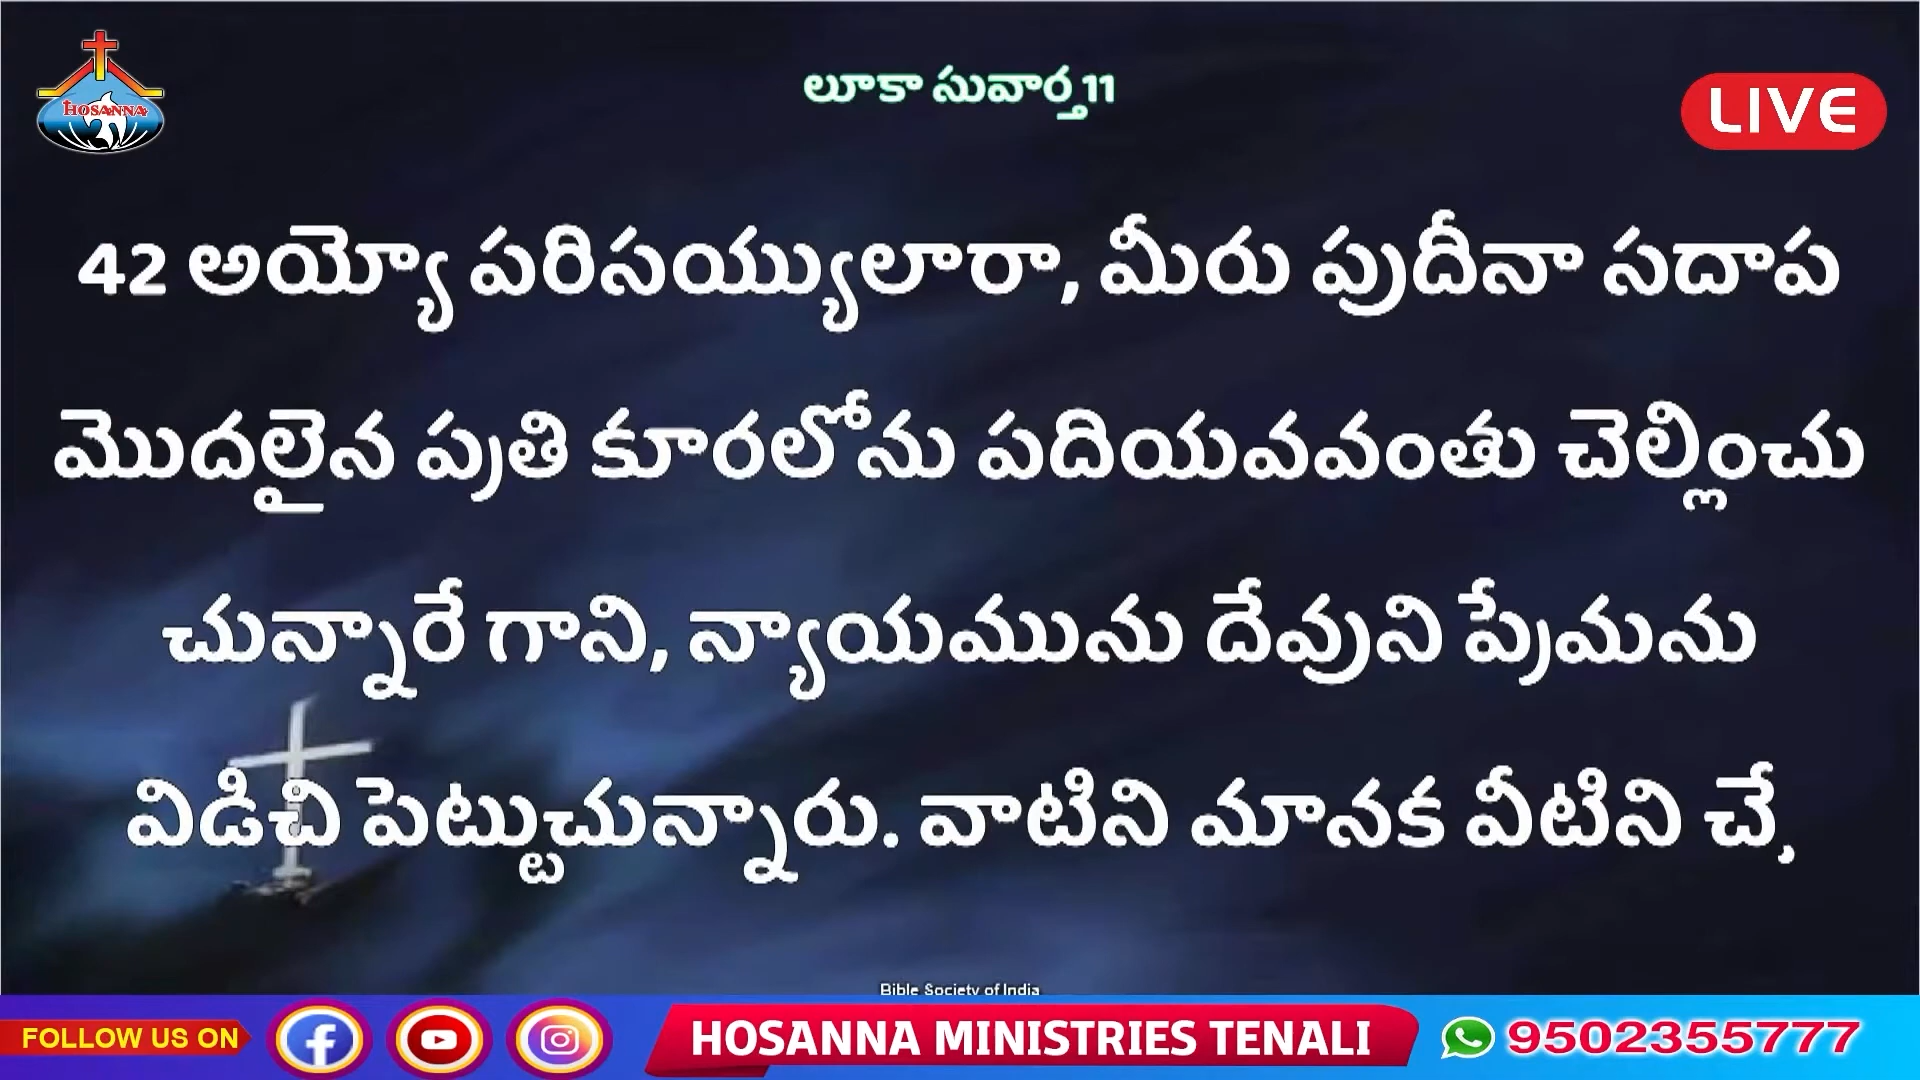 లూకా సువార్త 11
HOSANNA
LIVE
42 అయ్యో పరిసయ్యులారా, మీరు పుదీనా సదాప
మొదలైన ప్రతి కూరలోను పదియవవంతు చెల్లించు
చున్నారే గాని, న్యాయమును దేవుని ప్రేమను
విడిచి పెట్టుచున్నారు. వాటిని మానక వీటిని చే,
Bible Society of India
FOLLOW US ON
HOSANNA MINISTRIES TENALI
9502355777